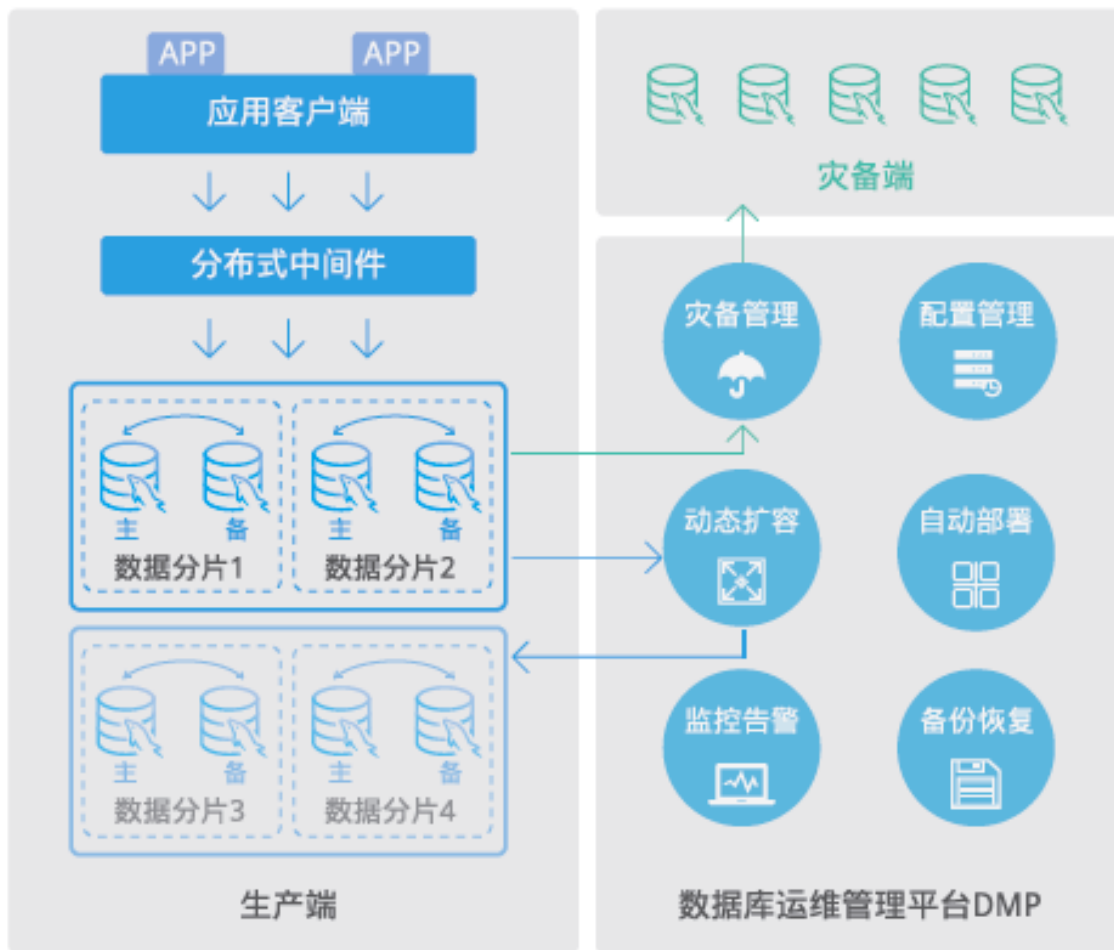 APP APP
应用客户端
分布式中间件
主 备 主 备
数据分片1 数据分片2
主 备 主 备
数据分片3 数据分片4
生产端
灾备端
灾备管理 配置管理
动态扩容 自动部署
监控告警 备份恢复
数据库运维管理平台DMP